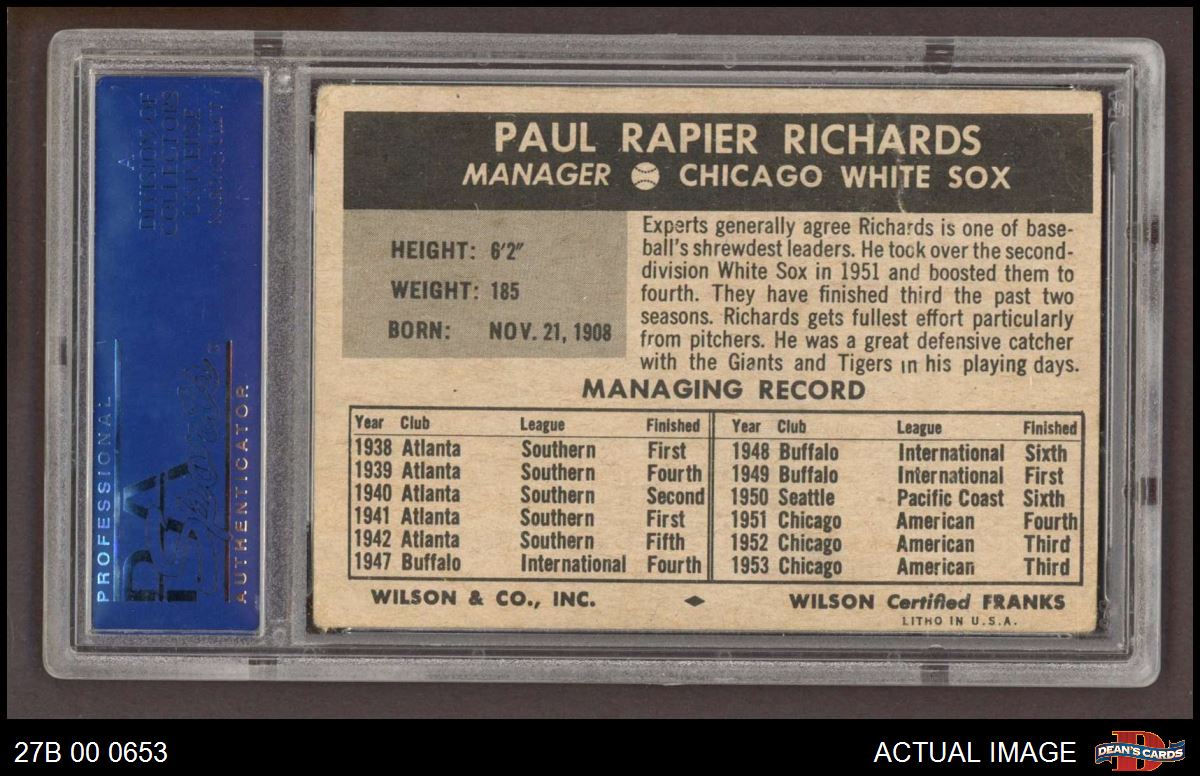 A
DIVISION OF
COLLECTORS
UNIVERSE
PROFESSIONAL
PSA
AUTHENTICATOR
PAUL RAPIER RICHARDS
MANAGER CHICAGO WHITE SOX
HEIGHT: 6'2"
WEIGHT: 185
BORN: NOV. 21, 1908
Experts generally agree Richards is one of base-
ball's shrewdest leaders. He took over the second-
division White Sox in 1951 and boosted them to
fourth. They have finished third the past two
seasons. Richards gets fullest effort particularly
from pitchers. He was a great defensive catcher
with the Giants and Tigers in his playing days.
MANAGING RECORD
Year Club League Finished
1938 Atlanta Southern First
1939 Atlanta Southern Fourth
1940 Atlanta Southern Second
1941 Atlanta Southern First
1942 Atlanta Southern Fifth
1947 Buffalo International Fourth
Year Club League Finished
1948 Buffalo International Sixth
1949 Buffalo International First
1950 Seattle Pacific Coast Sixth
1951 Chicago American Fourth
1952 Chicago American Third
1953 Chicago American Third
WILSON & CO., INC. WILSON Certified FRANKS
LITHO IN U.S.A.
27B 00 0653
ACTUAL IMAGE
DEAN'S CARDS